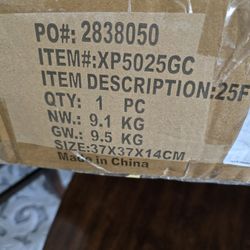 PO#: 2838050
ITEM#:XP5025GC
ITEM DESCRIPTION:25F
QTY: 1 PC
NW.: 9.1 KG
GW.: 9.5 KG
SIZE:37X37X14CM
Made in China